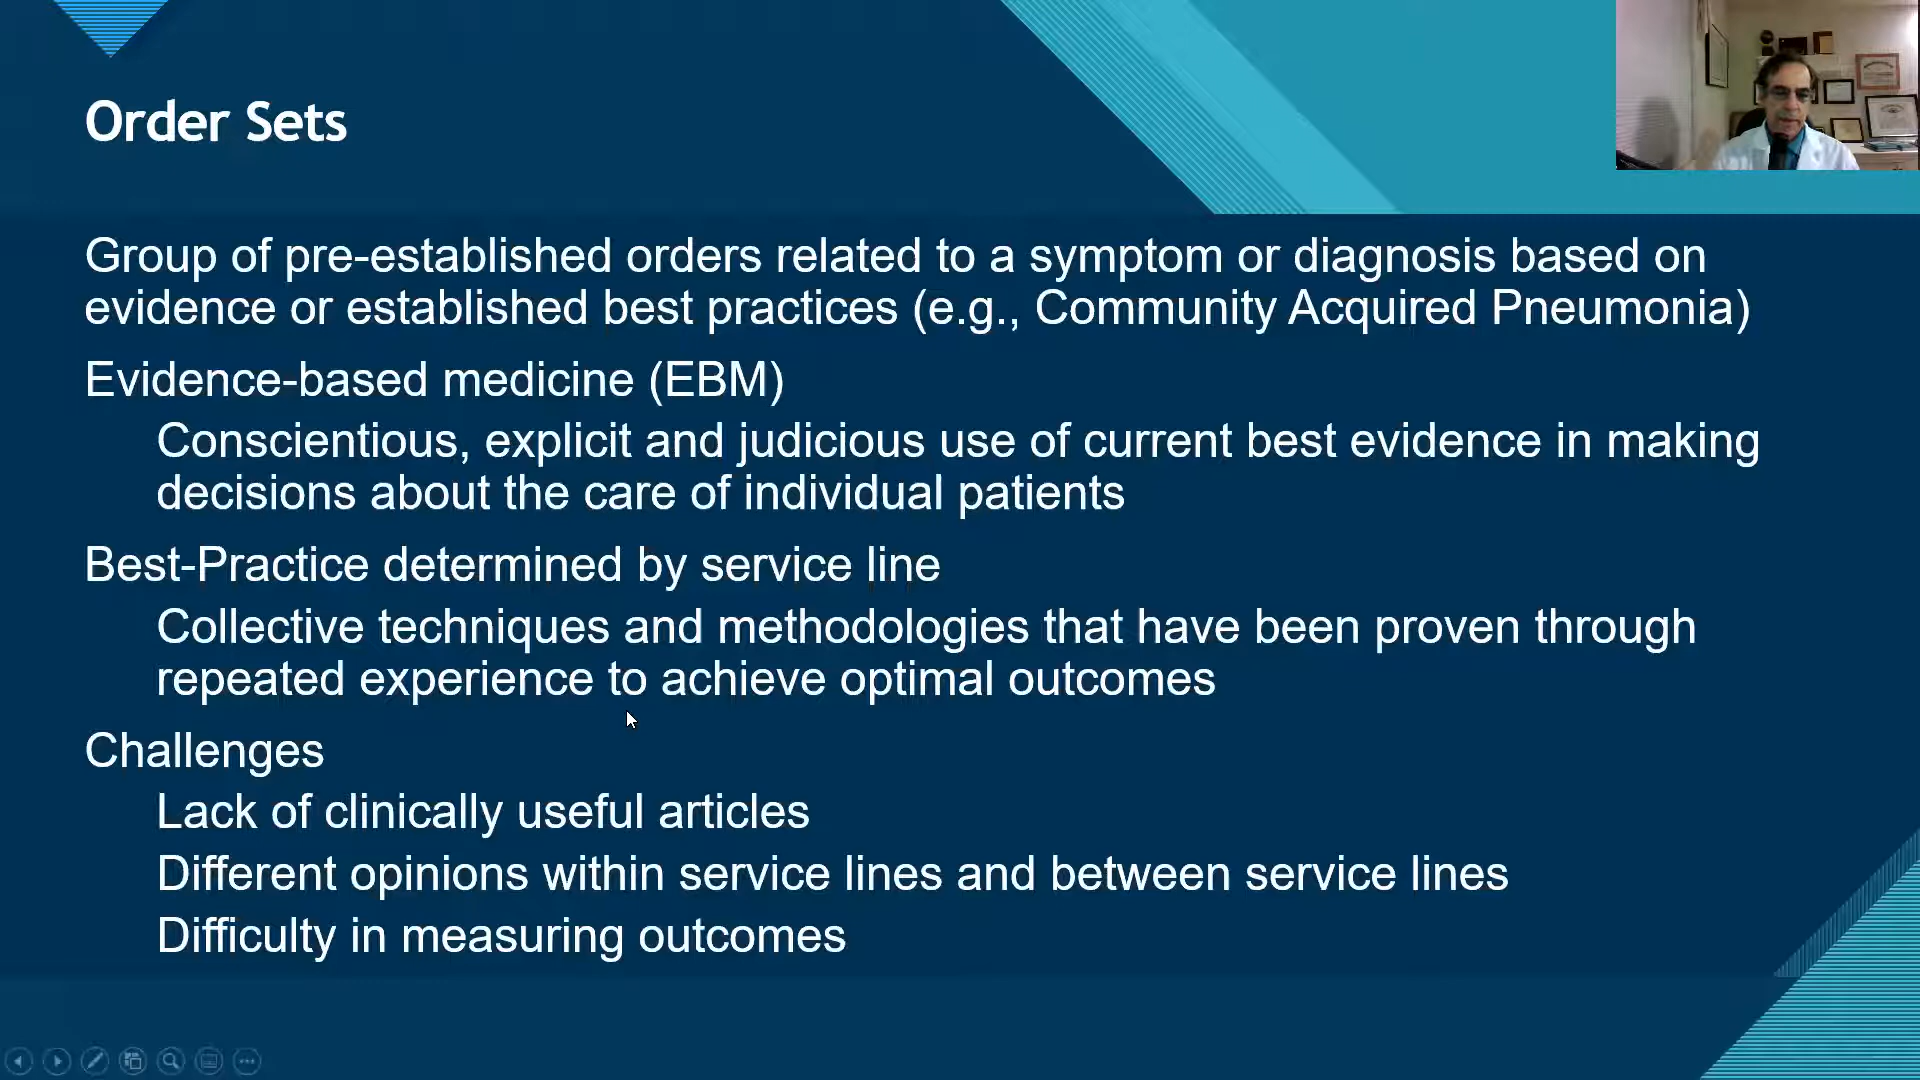 Order Sets
Group of pre-established orders related to a symptom or diagnosis based on
evidence or established best practices (e.g., Community Acquired Pneumonia)
Evidence-based medicine (EBM)
Conscientious, explicit and judicious use of current best evidence in making
decisions about the care of individual patients
Best-Practice determined by service line
Collective techniques and methodologies that have been proven through
repeated experience to achieve optimal outcomes
Challenges
Lack of clinically useful articles
Different opinions within service lines and between service lines
Difficulty in measuring outcomes